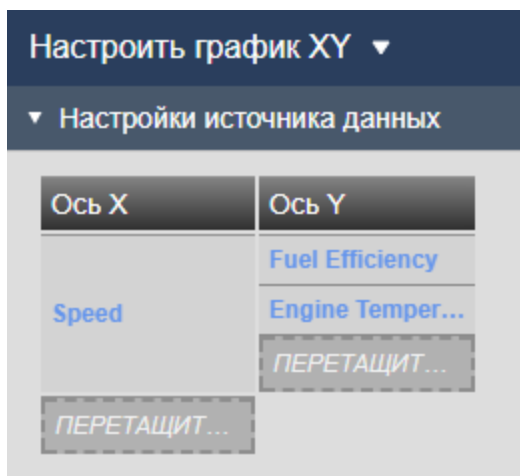 Настроить график XY
Настройки источника данных
Ось X
Ось Y
Fuel Efficiency
Speed
Engine Temper...
ПЕРЕТАЩИТ...
ПЕРЕТАЩИТ...